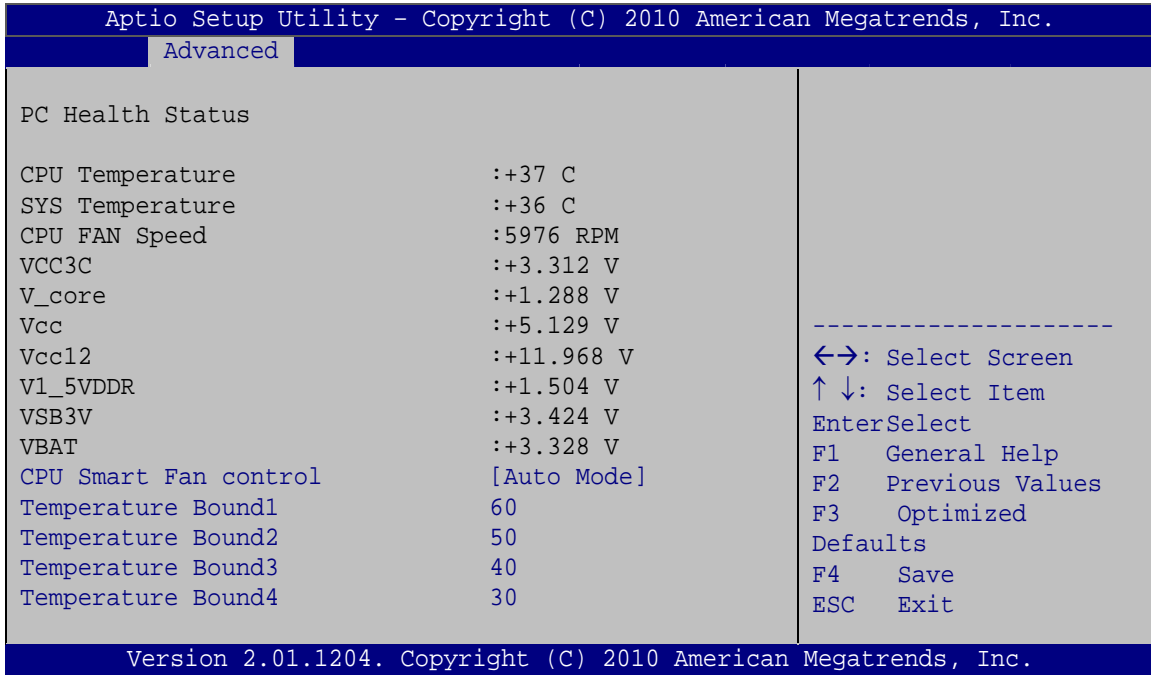 Aptio Setup Utility – Copyright (C) 2010 American Megatrends, Inc.
Advanced
PC Health Status
CPU Temperature :+37 C
SYS Temperature :+36 C
CPU FAN Speed :5976 RPM
VCC3C :+3.312 V
V_core :+1.288 V
Vcc :+5.129 V
Vcc12 :+11.968 V
V1_5VDDR :+1.504 V
VSB3V :+3.424 V
VBAT :+3.328 V
CPU Smart Fan control [Auto Mode]
Temperature Bound1 60
Temperature Bound2 50
Temperature Bound3 40
Temperature Bound4 30
---------------------
←→: Select Screen
↑ ↓: Select Item
EnterSelect
F1 General Help
F2 Previous Values
F3 Optimized
Defaults
F4 Save
ESC Exit
Version 2.01.1204. Copyright (C) 2010 American Megatrends, Inc.